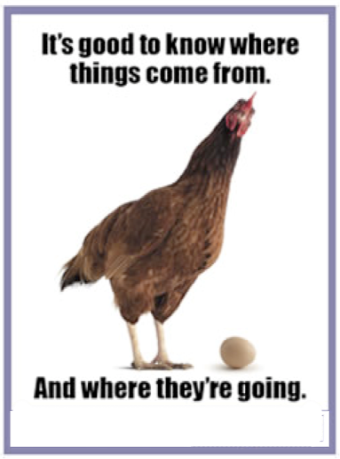 It's good to know where
things come from.
And where they're going.